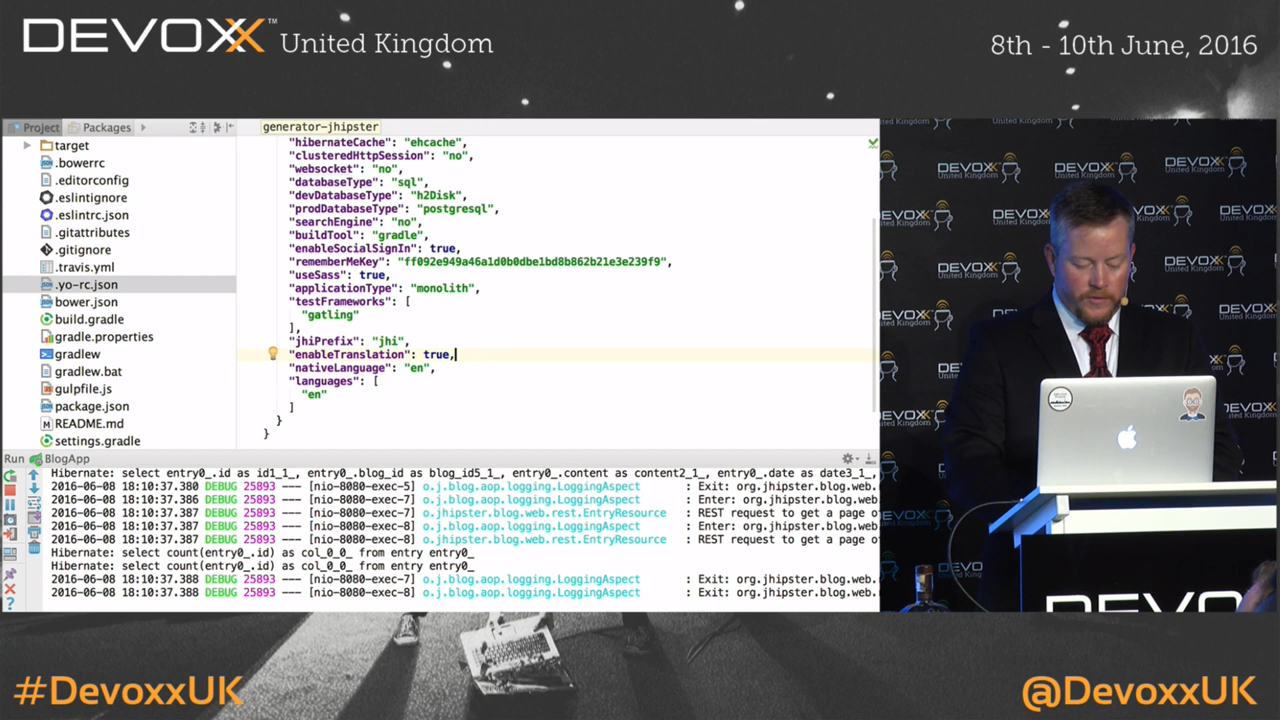 DEVOXX™ United Kingdom
8th - 10th June, 2016
Project Packages
target
.bowerrc
.editorconfig
.eslintignore
.eslintrc.json
.gitattributes
.gitignore
.travis.yml
.yo-rc.json
bower.json
build.gradle
gradle.properties
gradlew
gradlew.bat
gulpfile.js
package.json
README.md
settings.gradle
generator-jhipster
"hibernateCache": "ehcache",
"clusteredHttpSession": "no",
"websocket": "no",
"databaseType": "sql",
"devDatabaseType": "h2Disk",
"prodDatabaseType": "postgresql",
"searchEngine": "no",
"buildTool": "gradle",
"enableSocialSignIn": true,
"rememberMeKey": "ff092e949a46a1d0b0dbe1bd8b862b21e3e239f9",
"useSass": true,
"applicationType": "monolith",
"testFrameworks": [
"gatling"
],
"jhiPrefix": "jhi",
"enableTranslation": true,
"nativeLanguage": "en",
"languages": [
"en"
]
}
}
Run BlogApp
Hibernate: select entry0_.id as id1_1_, entry0_.blog_id as blog_id5_1_, entry0_.content as content2_1_, entry0_.date as date3_1_,
2016-06-08 18:10:37.380 DEBUG 25893 --- [nio-8080-exec-5] o.j.blog.aop.logging.LoggingAspect : Exit: org.jhipster.blog.web.
2016-06-08 18:10:37.386 DEBUG 25893 --- [nio-8080-exec-7] o.j.blog.aop.logging.LoggingAspect : Enter: org.jhipster.blog.web
2016-06-08 18:10:37.387 DEBUG 25893 --- [nio-8080-exec-7] o.jhipster.blog.web.rest.EntryResource : REST request to get a page o
2016-06-08 18:10:37.387 DEBUG 25893 --- [nio-8080-exec-8] o.j.blog.aop.logging.LoggingAspect : Enter: org.jhipster.blog.web
2016-06-08 18:10:37.387 DEBUG 25893 --- [nio-8080-exec-8] o.jhipster.blog.web.rest.EntryResource : REST request to get a page o
Hibernate: select count(entry0_.id) as col_0_0_ from entry entry0_
Hibernate: select count(entry0_.id) as col_0_0_ from entry entry0_
2016-06-08 18:10:37.388 DEBUG 25893 --- [nio-8080-exec-7] o.j.blog.aop.logging.LoggingAspect : Exit: org.jhipster.blog.web.
2016-06-08 18:10:37.388 DEBUG 25893 --- [nio-8080-exec-8] o.j.blog.aop.logging.LoggingAspect : Exit: org.jhipster.blog.web.
DEVOXX
United Kingdom
DEVOXX
#DevoxxUK
@DevoxxUK